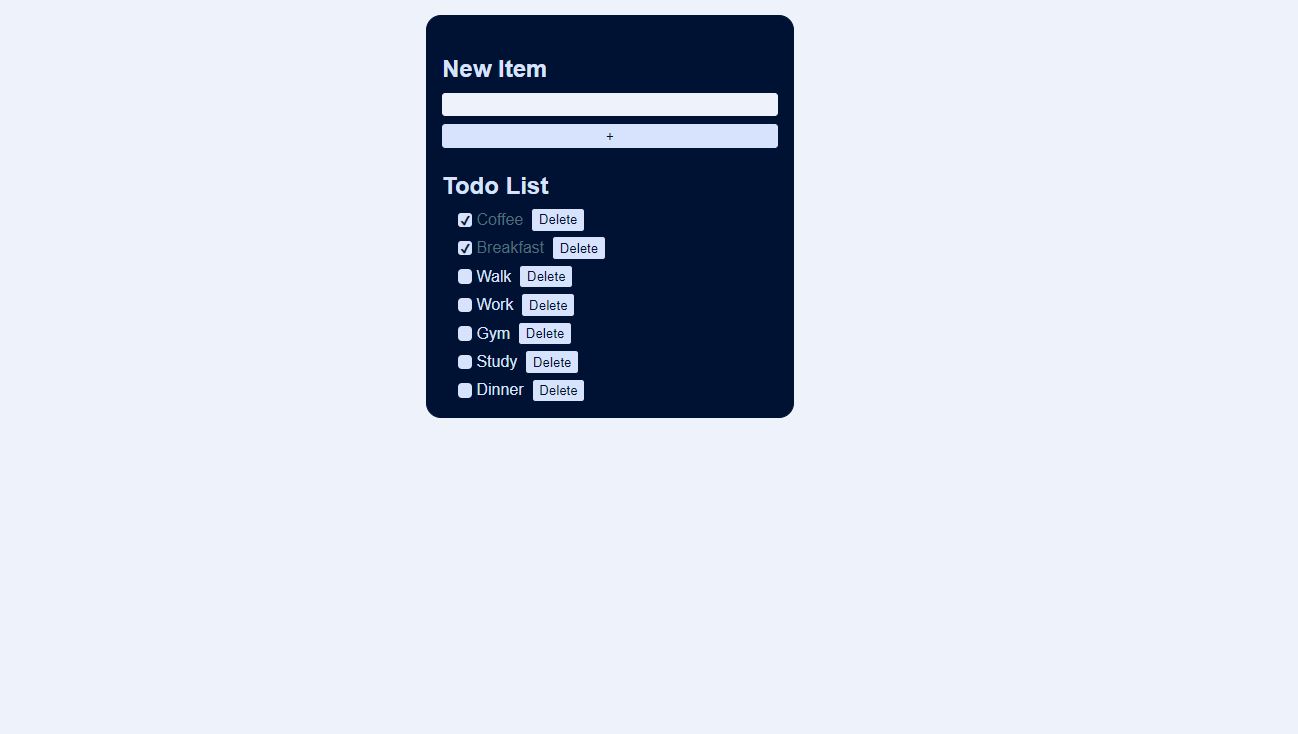 New Item
+
Todo List
Coffee Delete
Breakfast Delete
Walk Delete
Work Delete
Gym Delete
Study Delete
Dinner Delete